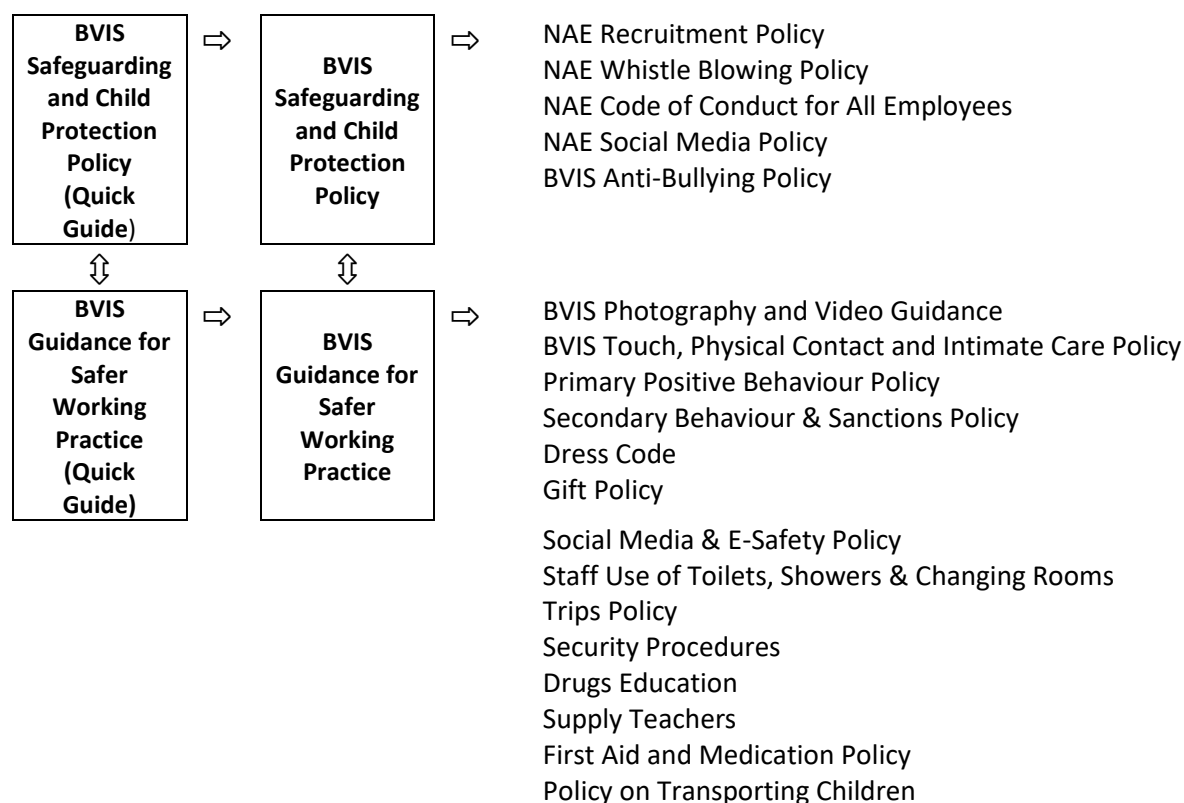 BVIS
Safeguarding
and Child
Protection
Policy
(Quick
Guide)
BVIS
Safeguarding
and Child
Protection
Policy
NAE Recruitment Policy
NAE Whistle Blowing Policy
NAE Code of Conduct for All Employees
NAE Social Media Policy
BVIS Anti-Bullying Policy
BVIS
Guidance for
Safer
Working
Practice
(Quick
Guide)
BVIS
Guidance for
Safer
Working
Practice
BVIS Photography and Video Guidance
BVIS Touch, Physical Contact and Intimate Care Policy
Primary Positive Behaviour Policy
Secondary Behaviour & Sanctions Policy
Dress Code
Gift Policy
Social Media & E-Safety Policy
Staff Use of Toilets, Showers & Changing Rooms
Trips Policy
Security Procedures
Drugs Education
Supply Teachers
First Aid and Medication Policy
Policy on Transporting Children